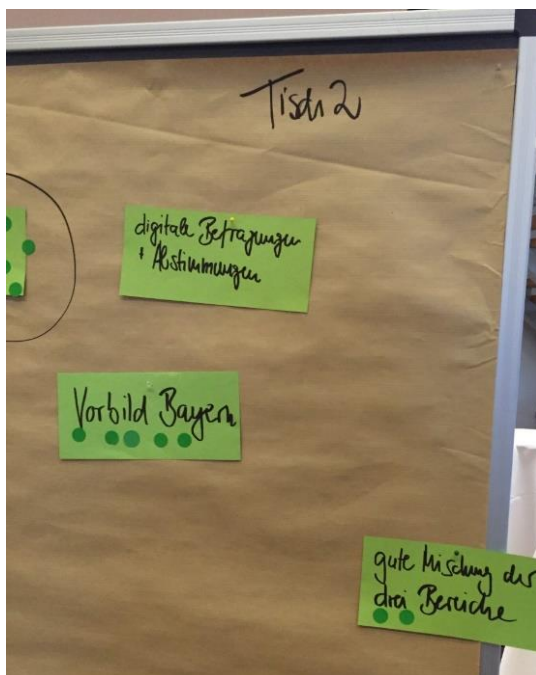 Tisch 2
digitale Befragungen
+ Abstimmungen
Vorbild Bayern
gute Mischung der
drei Bereiche